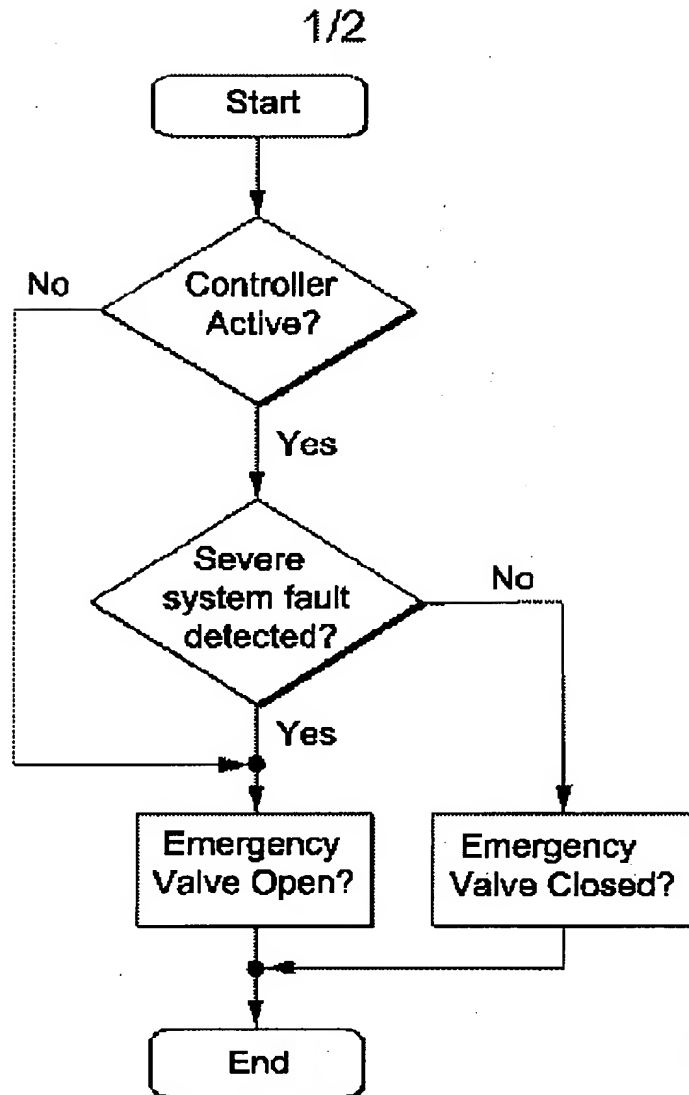 1/2
Start
No
Controller
Active?
Yes
Severe
system fault
detected?
No
Yes
Emergency
Valve Open?
Emergency
Valve Closed?
End